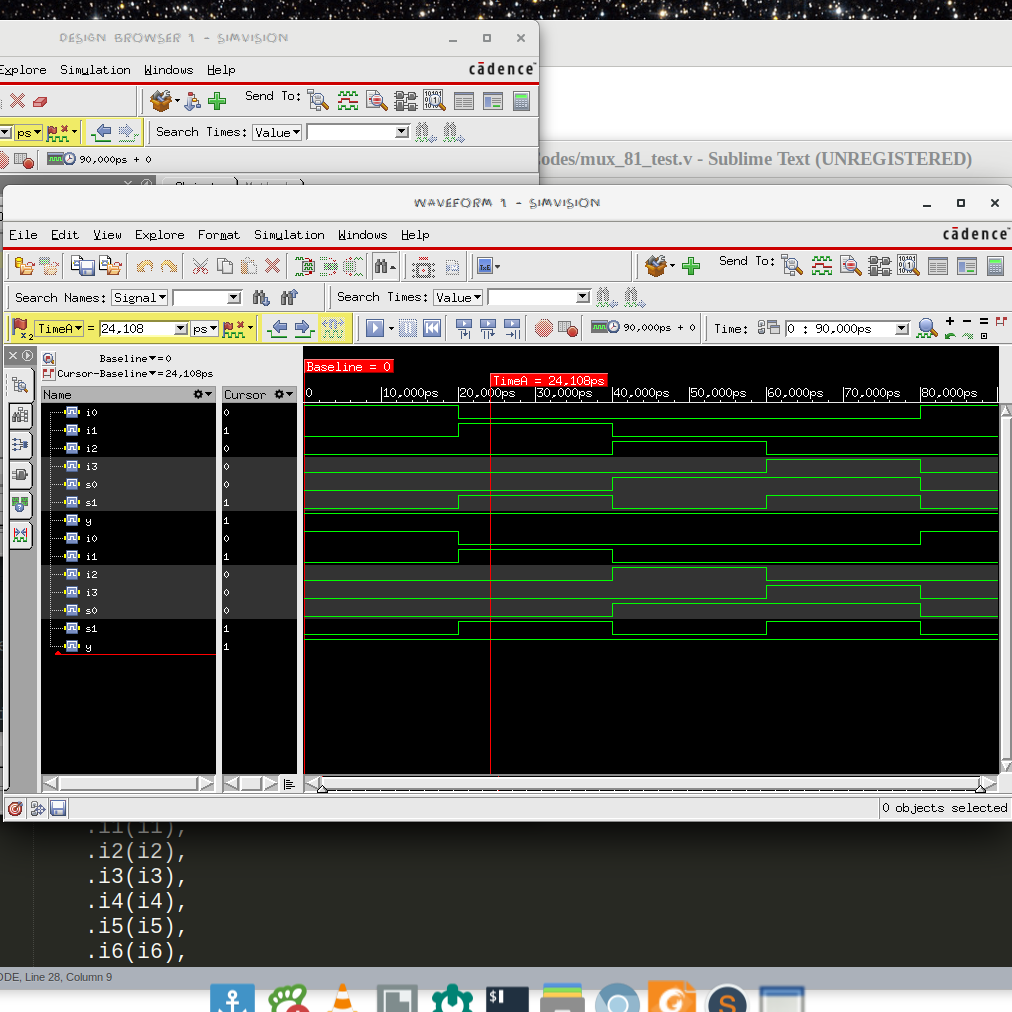 DESIGN BROWSER 1 - SIMVISION
Explore Simulation Windows Help
cādence
Send To:
ps
Search Times: Value
90,000ps + 0
odes/mux_81_test.v - Sublime Text (UNREGISTERED)
WAVEFORM 1 - SIMVISION
File Edit View Explore Format Simulation Windows Help
cādence
Send To:
Search Names: Signal
Search Times: Value
TimeA = 24,108 ps
90,000ps + 0
Time: 0 : 90,000ps
Baseline=0
Cursor-Baseline=24,108ps
Baseline = 0
TimeA = 24,108ps
Name Cursor
0 10,000ps 20,000ps 30,000ps 40,000ps 50,000ps 60,000ps 70,000ps 80,000ps
i0 0
i1 1
i2 0
i3 0
s0 0
s1 1
y 1
i0 0
i1 1
i2 0
i3 0
s0 0
s1 1
y 1
0 objects selected
.i1(i1),
.i2(i2),
.i3(i3),
.i4(i4),
.i5(i5),
.i6(i6),
ODE, Line 28, Column 9